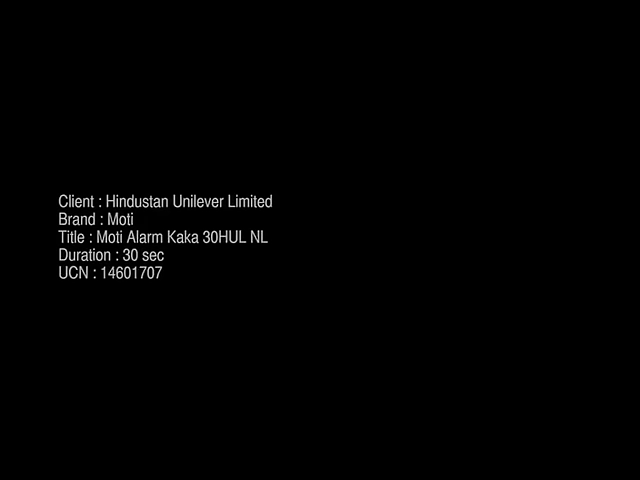 Client : Hindustan Unilever Limited
Brand : Moti
Title : Moti Alarm Kaka 30HUL NL
Duration : 30 sec
UCN : 14601707